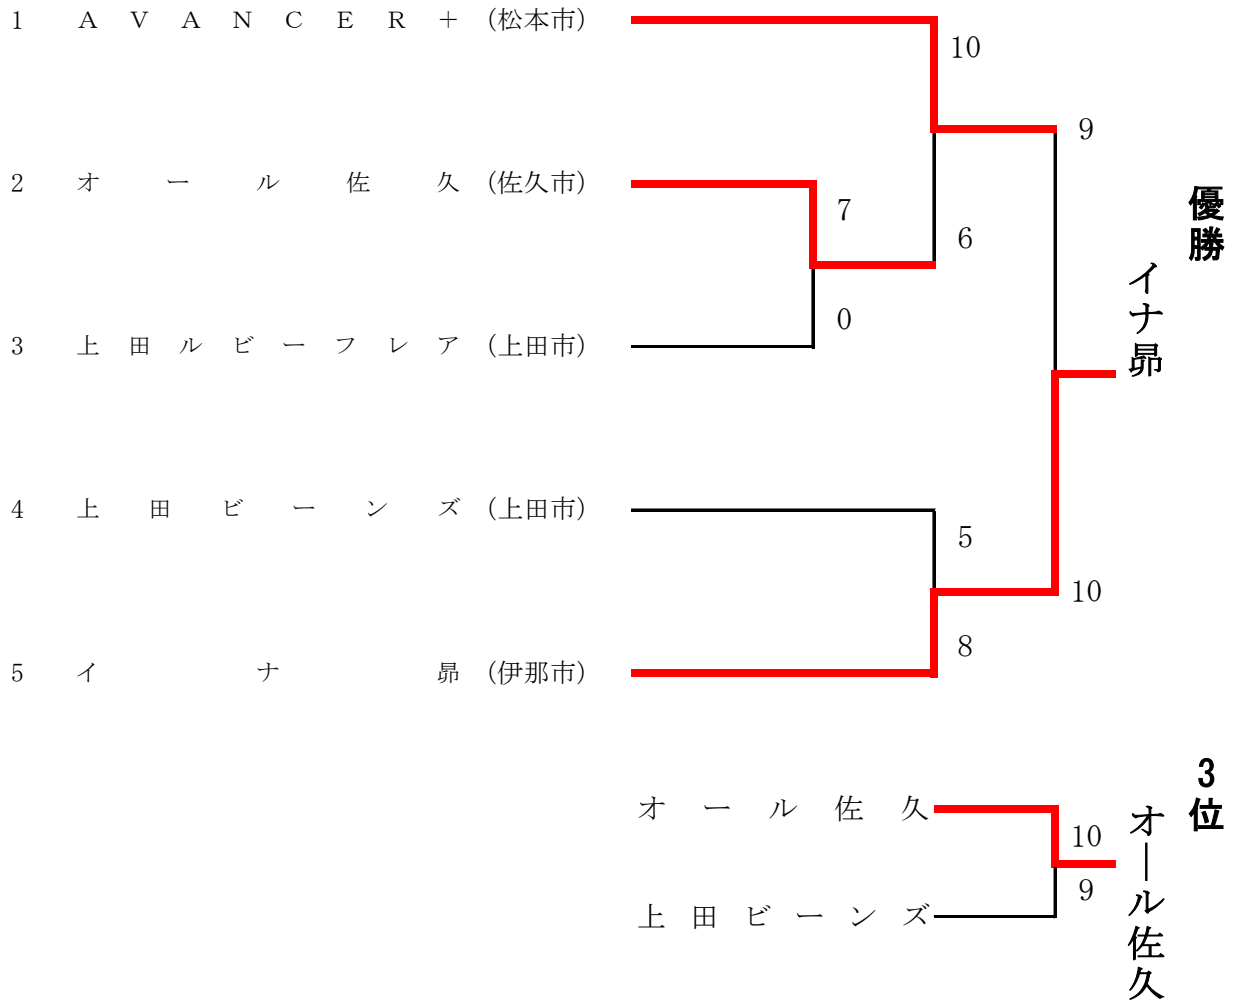 1 AVANCER+ (松本市)
10
9
2 オール佐久 (佐久市)
7
6
優勝
イナ昴
0
3 上田ルビーフレア (上田市)
4 上田ビーンズ (上田市)
5
10
8
5 イナ昴 (伊那市)
3位
オール佐久
10
オール佐久
9
上田ビーンズ